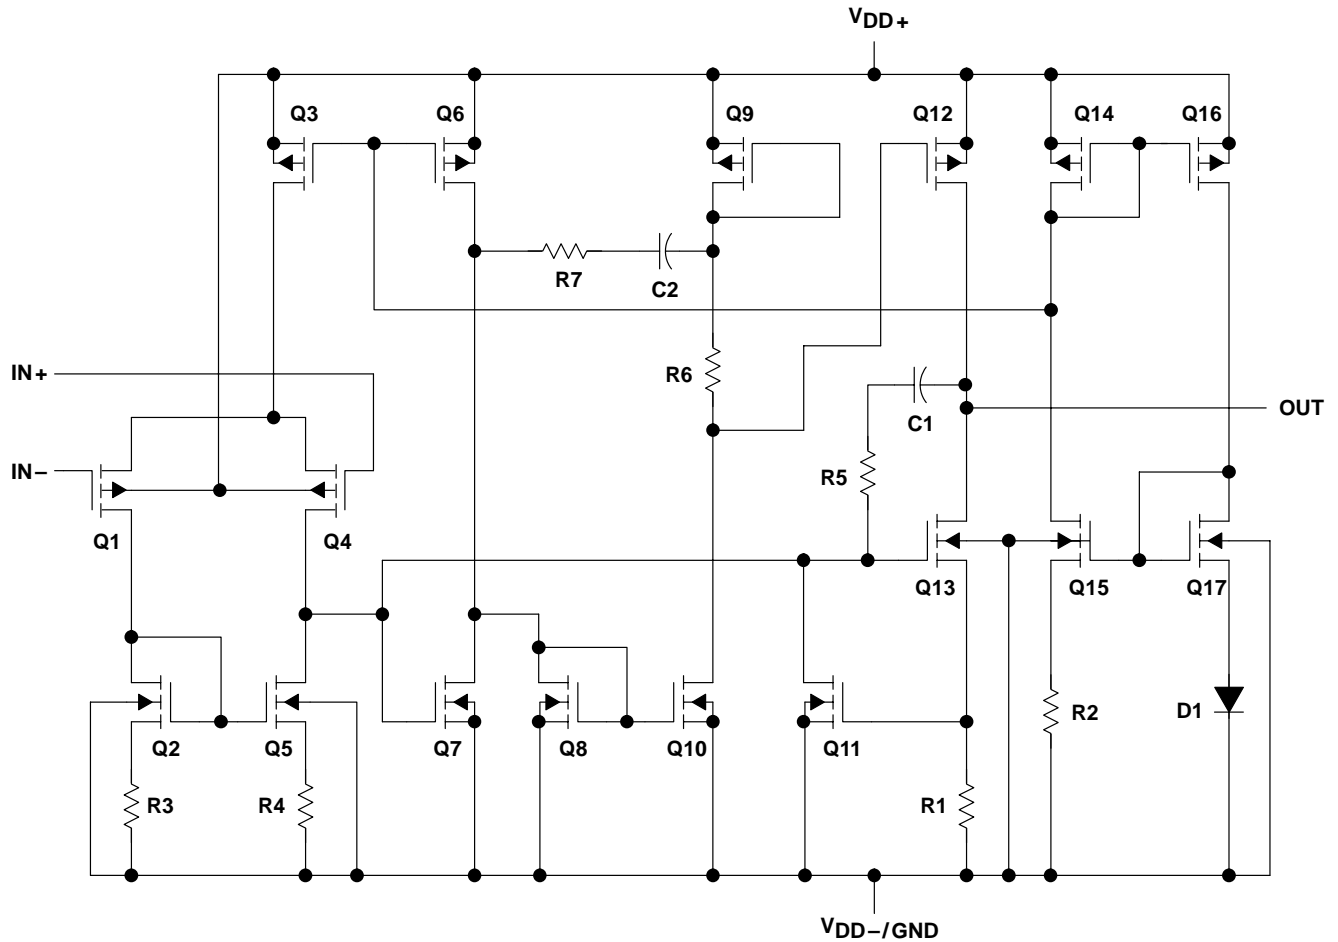 VDD+
Q3
Q6
Q9
Q12
Q14
Q16
R7
C2
IN+
R6
C1
OUT
IN−
R5
Q1
Q4
Q13
Q15
Q17
Q2
Q5
Q7
Q8
Q10
Q11
R2
D1
R3
R4
R1
VDD−/GND